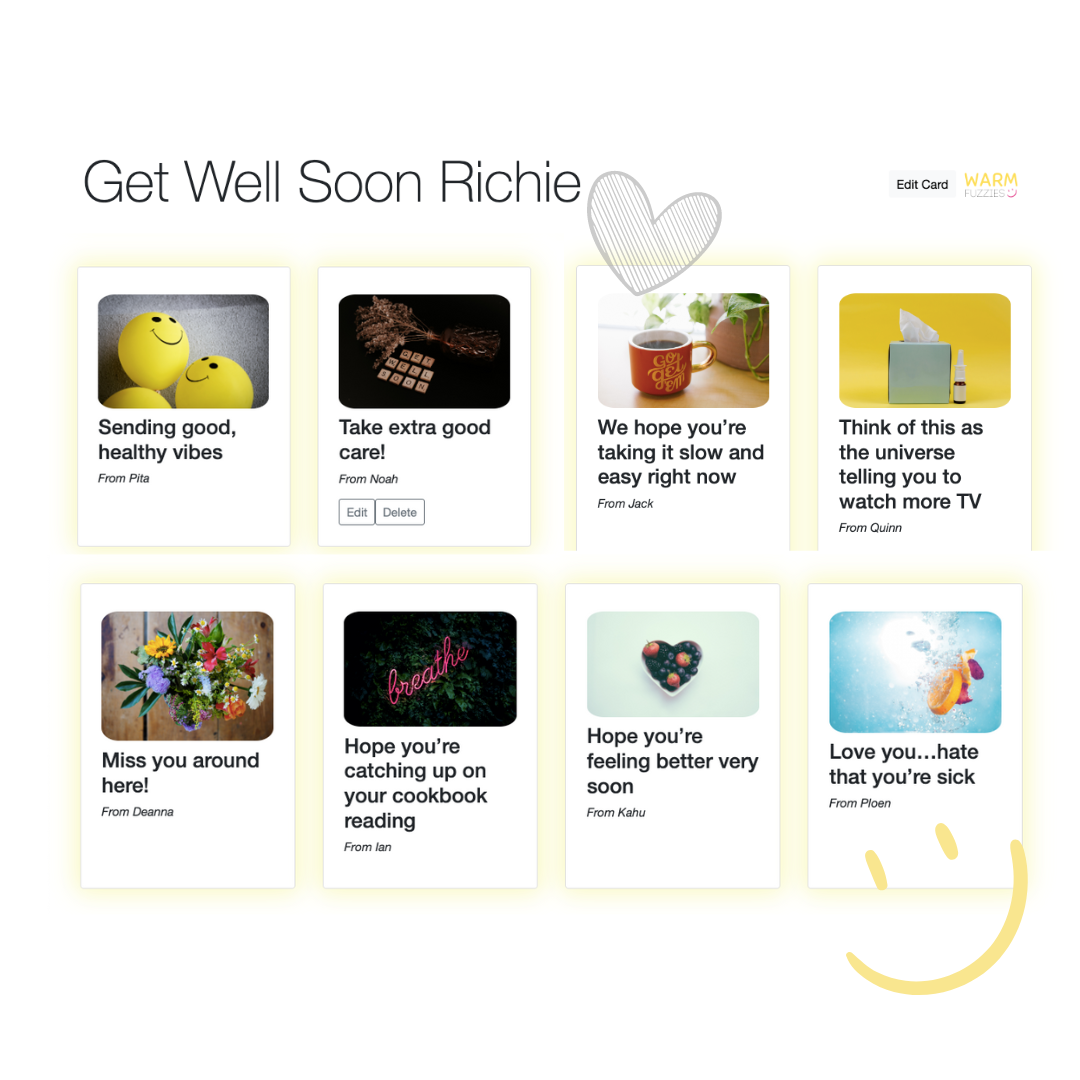 Get Well Soon Richie
Edit Card
WARM
FUZZIES
GET
WELL
SOON
GO
get
em
Sending good,
healthy vibes
From Pita
Take extra good
care!
From Noah
Edit
Delete
We hope you’re
taking it slow and
easy right now
From Jack
Think of this as
the universe
telling you to
watch more TV
From Quinn
breathe
Miss you around
here!
From Deanna
Hope you’re
catching up on
your cookbook
reading
From Ian
Hope you’re
feeling better very
soon
From Kahu
Love you...hate
that you’re sick
From Ploen